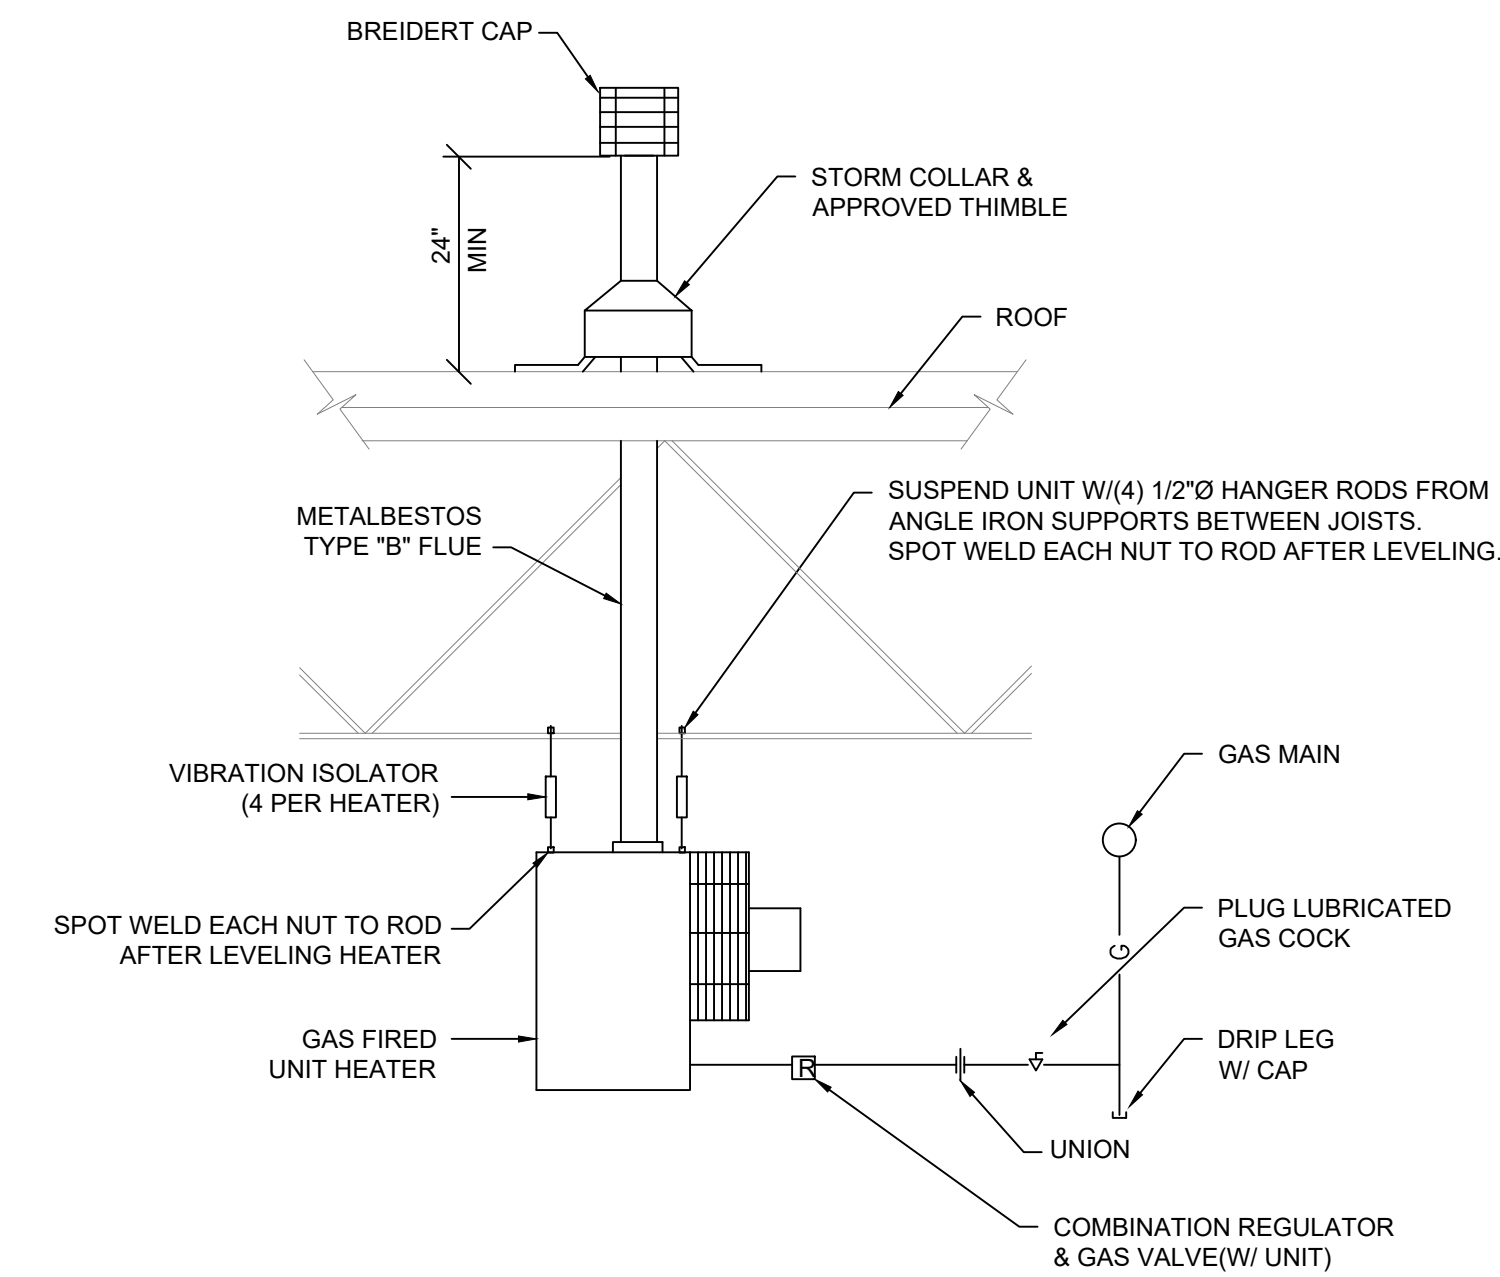 BREIDERT CAP
STORM COLLAR &
APPROVED THIMBLE
24"
MIN
ROOF
SUSPEND UNIT W/(4) 1/2"Ø HANGER RODS FROM
ANGLE IRON SUPPORTS BETWEEN JOISTS.
SPOT WELD EACH NUT TO ROD AFTER LEVELING.
METALBESTOS
TYPE "B" FLUE
VIBRATION ISOLATOR
(4 PER HEATER)
GAS MAIN
SPOT WELD EACH NUT TO ROD
AFTER LEVELING HEATER
PLUG LUBRICATED
GAS COCK
G
GAS FIRED
UNIT HEATER
DRIP LEG
W/ CAP
R
UNION
COMBINATION REGULATOR
& GAS VALVE(W/ UNIT)